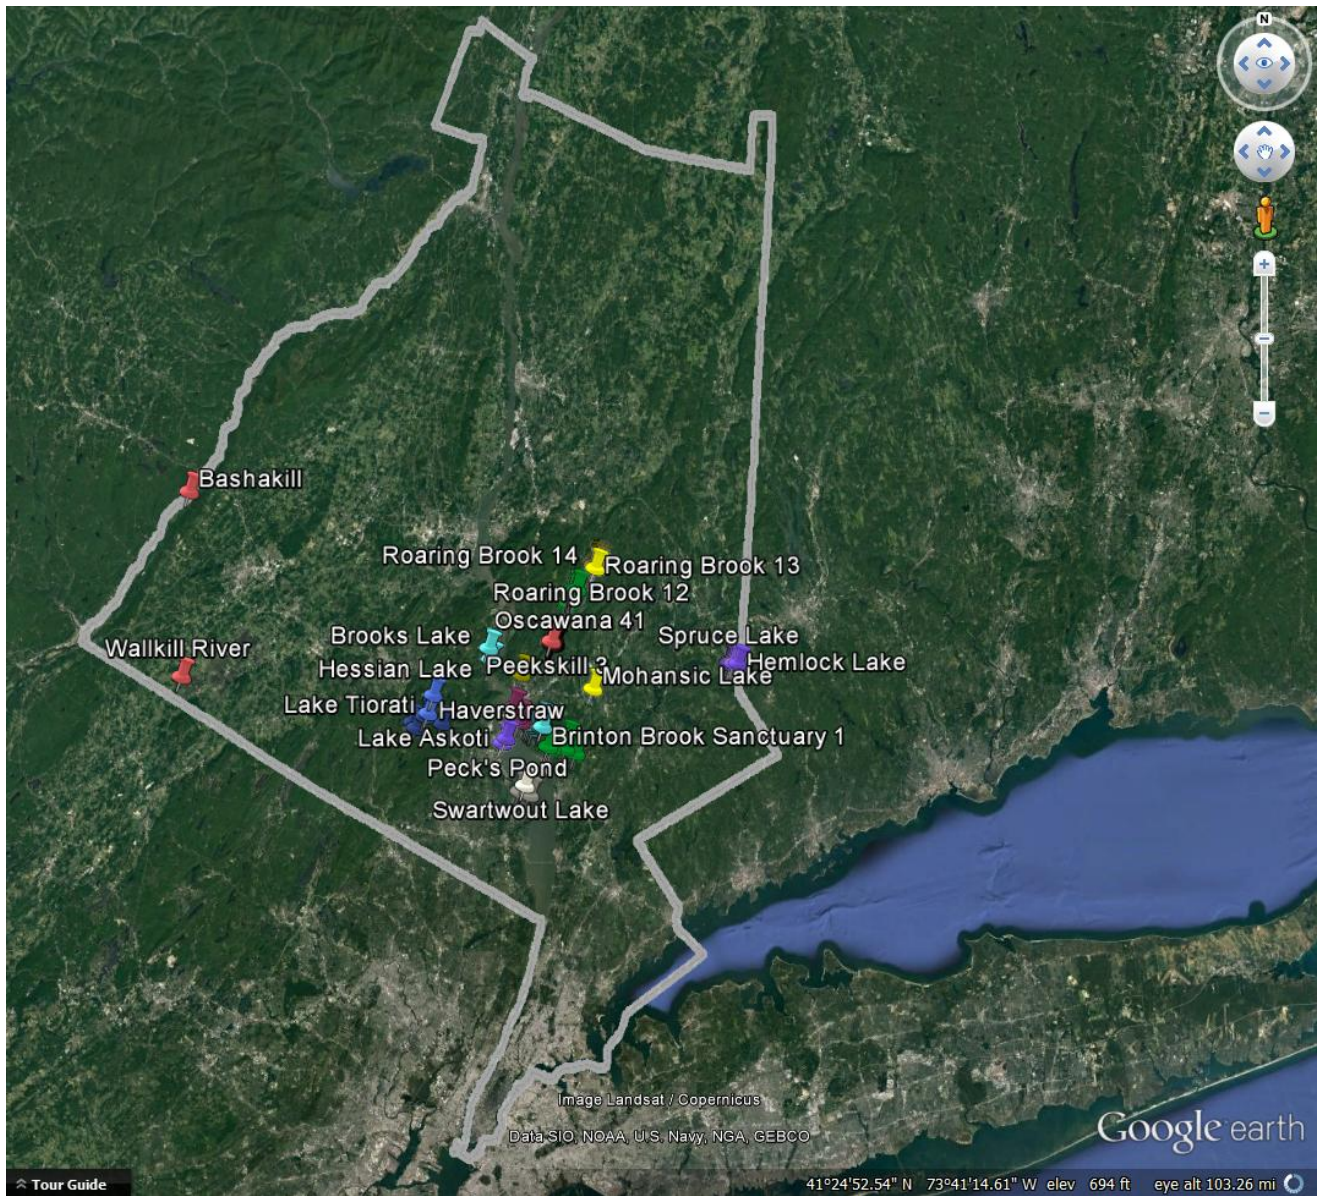 N
Bashakill
Roaring Brook 14
Roaring Brook 13
Roaring Brook 12
Oscawana 41
Brooks Lake
Spruce Lake
Wallkill River
Hessian Lake
Peekskill 3
Hemlock Lake
Mohansic Lake
Lake Tiorati
Haverstraw
Lake Askoti
Brinton Brook Sanctuary 1
Peck's Pond
Swartwout Lake
Image Landsat / Copernicus
Data SIO, NOAA, U.S. Navy, NGA, GEBCO
Google earth
Tour Guide
41°24'52.54" N 73°41'14.61" W elev 694 ft eye alt 103.26 mi